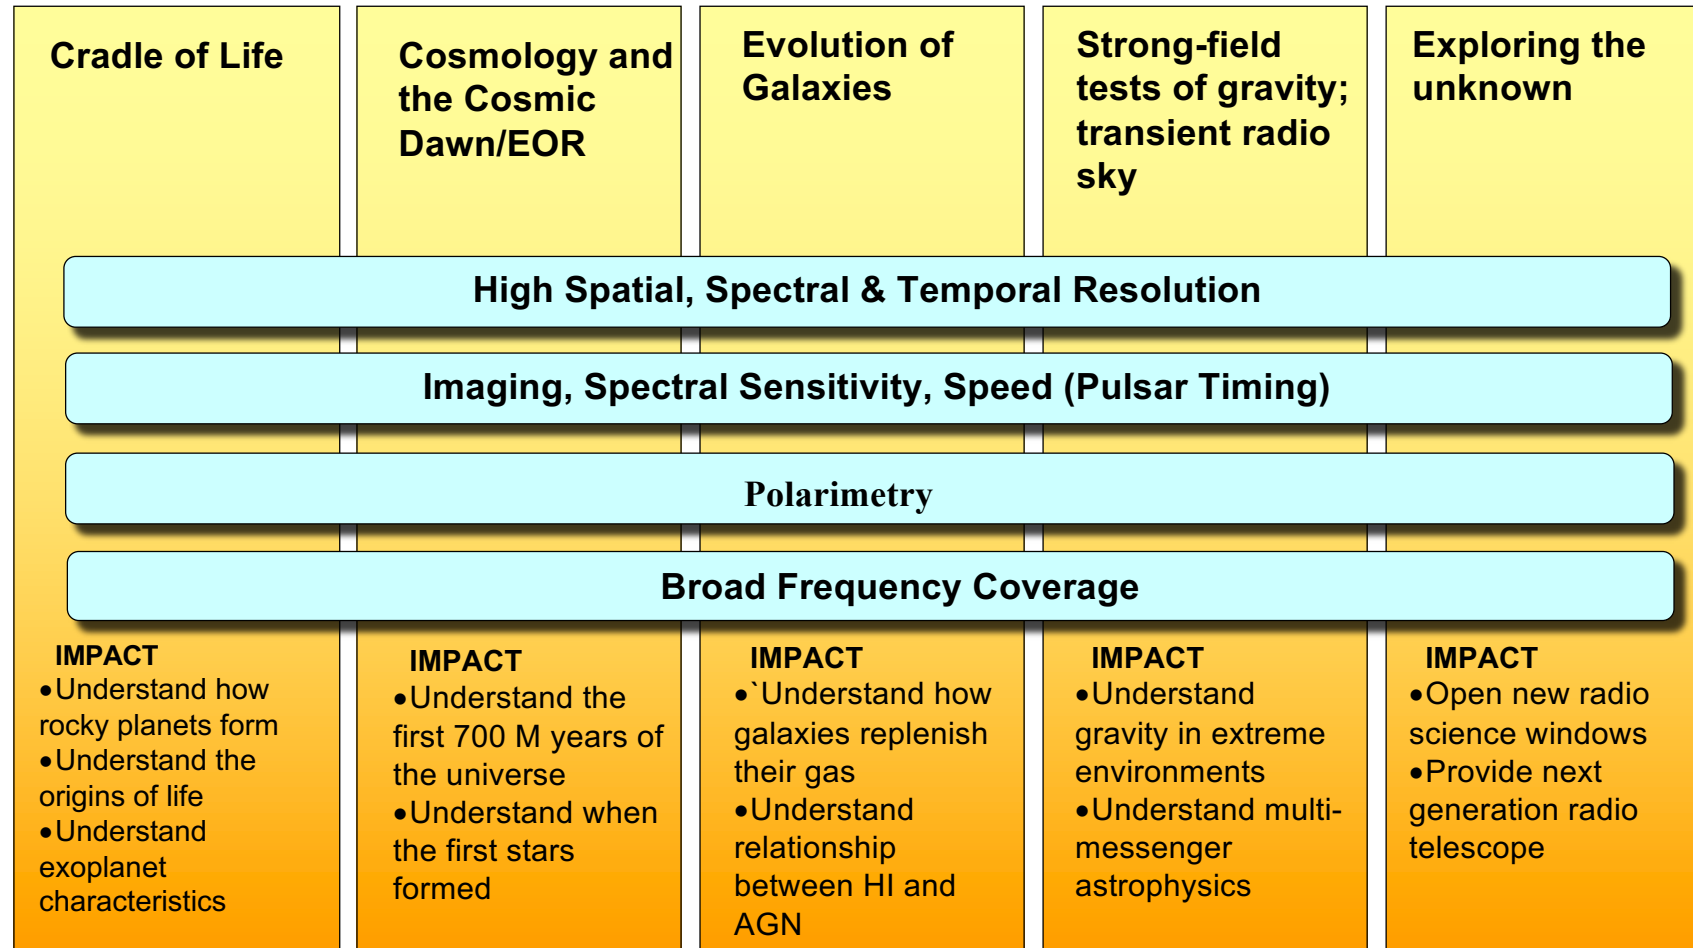 Cradle of Life
Cosmology and
the Cosmic
Dawn/EOR
Evolution of
Galaxies
Strong-field
tests of gravity;
transient radio
sky
Exploring the
unknown
High Spatial, Spectral & Temporal Resolution
Imaging, Spectral Sensitivity, Speed (Pulsar Timing)
Polarimetry
Broad Frequency Coverage
IMPACT
•Understand how
rocky planets form
•Understand the
origins of life
•Understand
exoplanet
characteristics
IMPACT
•Understand the
first 700 M years of
the universe
•Understand when
the first stars
formed
IMPACT
•`Understand how
galaxies replenish
their gas
•Understand
relationship
between HI and
AGN
IMPACT
•Understand
gravity in extreme
environments
•Understand multi-
messenger
astrophysics
IMPACT
•Open new radio
science windows
•Provide next
generation radio
telescope